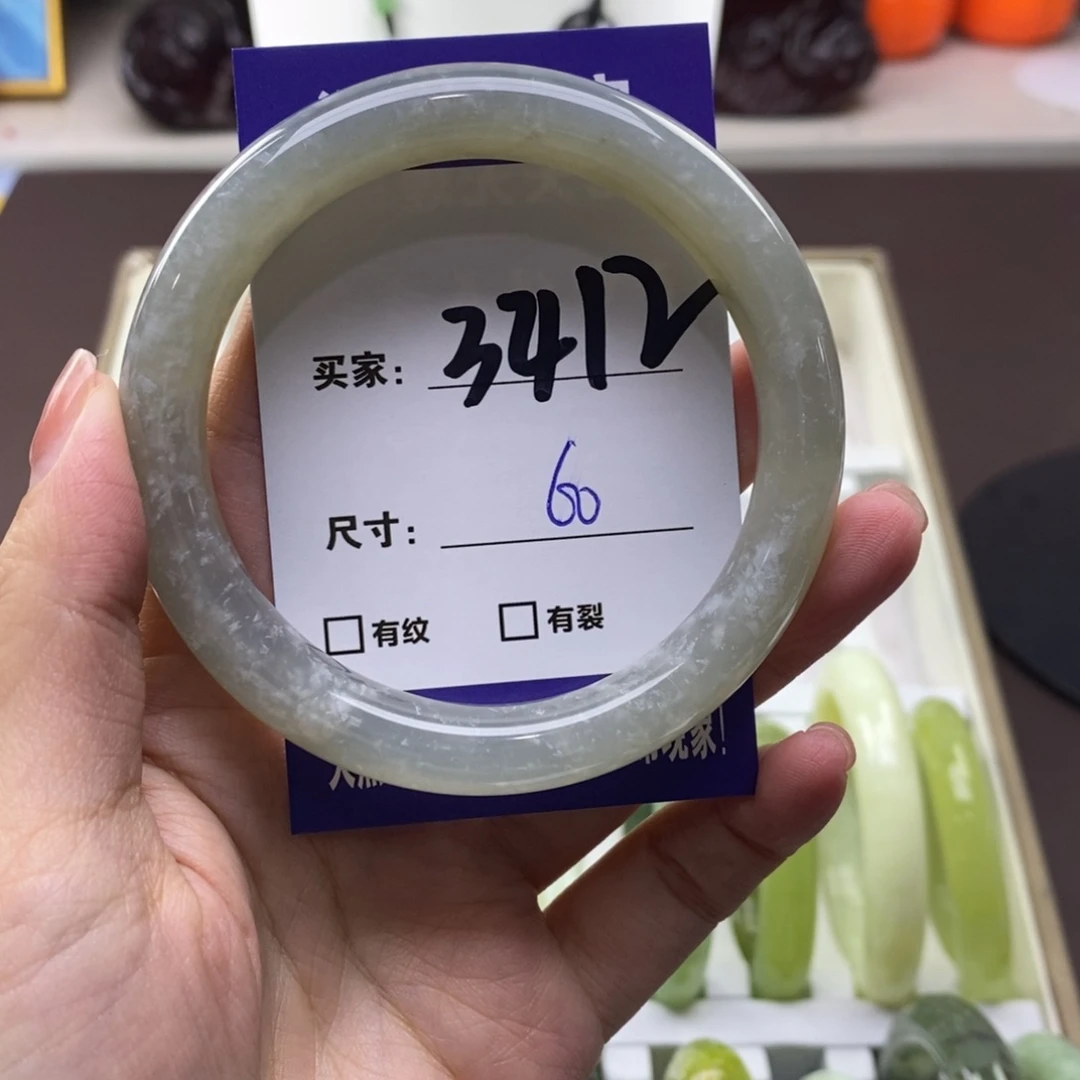 买家： 3412
尺寸： 60
□ 有纹 □ 有裂